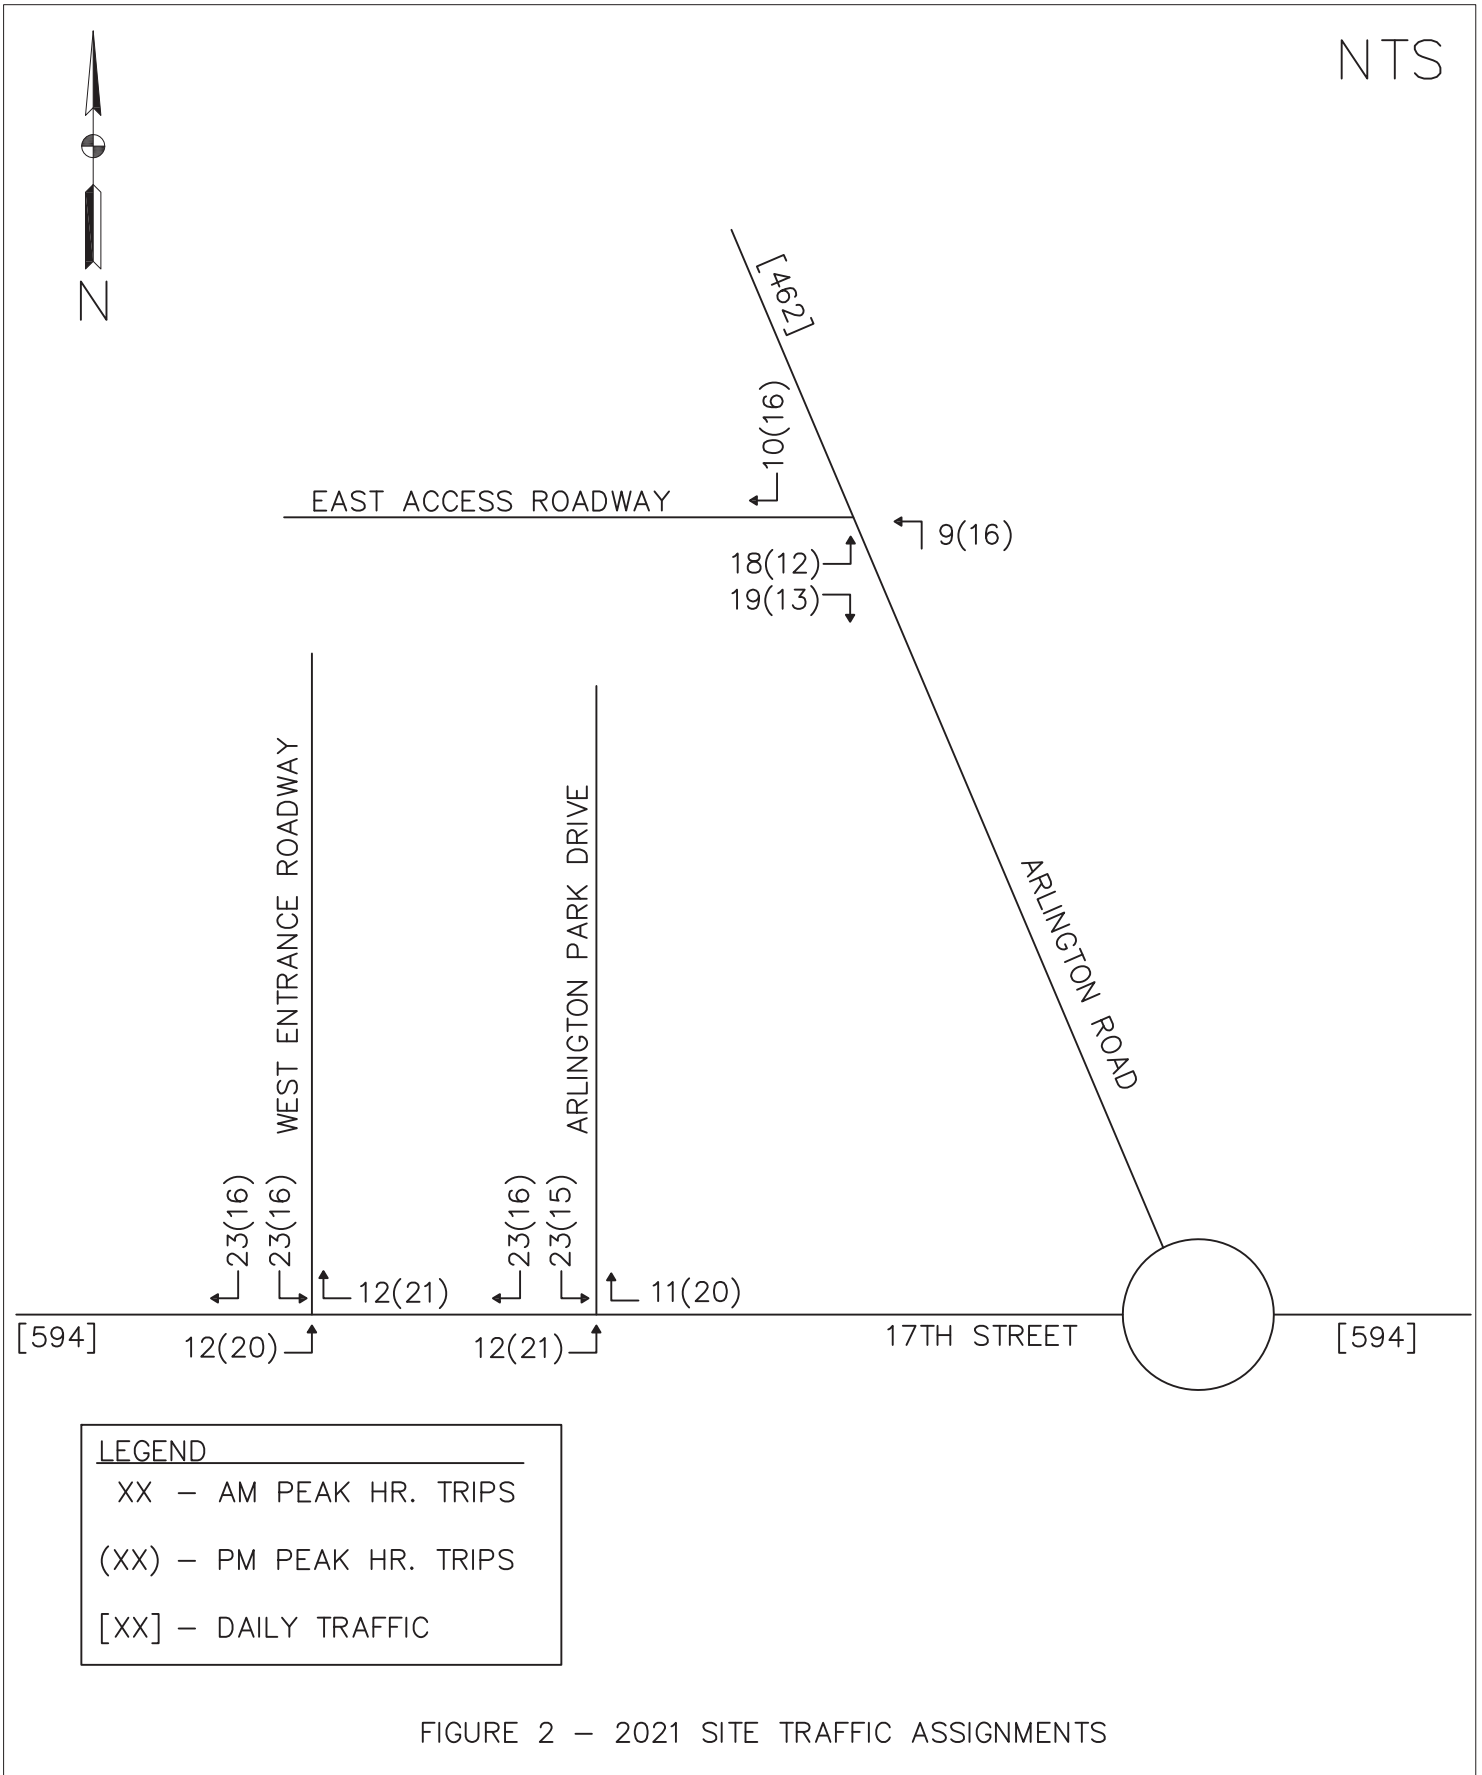 NTS
N
[462]
10(16)
EAST ACCESS ROADWAY
9(16)
18(12)
19(13)
WEST ENTRANCE ROADWAY
ARLINGTON PARK DRIVE
ARLINGTON ROAD
23(16)
23(16)
23(16)
23(15)
12(21)
11(20)
[594]
12(20)
12(21)
17TH STREET
[594]
LEGEND
XX - AM PEAK HR. TRIPS
(XX) - PM PEAK HR. TRIPS
[XX] - DAILY TRAFFIC
FIGURE 2 - 2021 SITE TRAFFIC ASSIGNMENTS